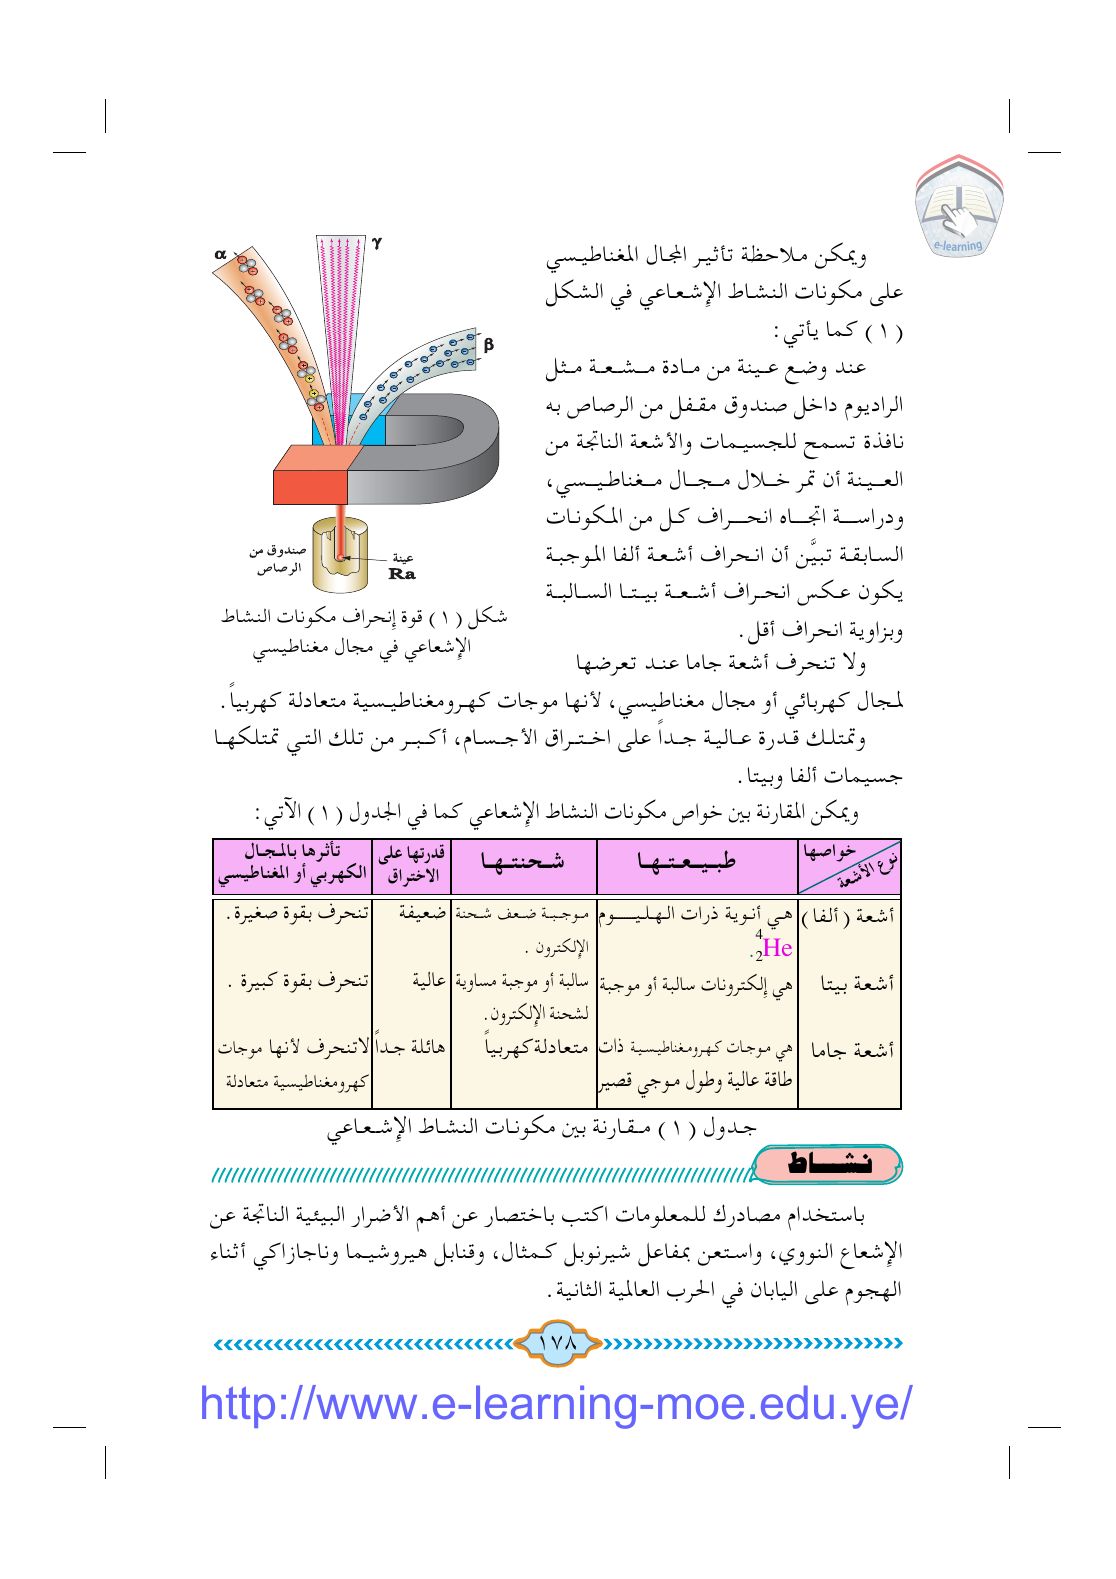 e-learning
ويمكن ملاحظة تأثير المجال المغناطيسي
على مكونات النشاط الإشعاعي في الشكل
( ١ ) كما يأتي:
عند وضع عينة من مادة مشعة مثل
الراديوم داخل صندوق مقفل من الرصاص به
نافذة تسمح للجسيمات والأشعة الناتجة من
العينة أن تمر خلال مجال مغناطيسي،
ودراسة اتجاه انحراف كل من المكونات
السابقة تبيَّن أن انحراف أشعة ألفا الموجبة
يكون عكس انحراف أشعة بيتا السالبة
وبزاوية انحراف أقل.
α
γ
β
صندوق من
الرصاص
عينة
Ra
شكل ( ١ ) قوة إنحراف مكونات النشاط
الإشعاعي في مجال مغناطيسي
ولا تنحرف أشعة جاما عند تعرضها
لمجال كهربائي أو مجال مغناطيسي، لأنها موجات كهرومغناطيسية متعادلة كهربياً.
وتمتلك قدرة عالية جداً على اختراق الأجسام، أكبر من تلك التي تمتلكها
جسيمات ألفا وبيتا.
ويمكن المقارنة بين خواص مكونات النشاط الإشعاعي كما في الجدول ( ١ ) الآتي:
خواصها
نوع الأشعة
طبيعتها
شحنتها
قدرتها على
الاختراق
تأثرها بالمجال
الكهربي أو المغناطيسي
أشعة ( ألفا)
هي أنوية ذرات الهليوم
⁴₂He.
موجبة ضعف شحنة
الإلكترون .
ضعيفة
تنحرف بقوة صغيرة.
أشعة بيتا
هي إلكترونات سالبة أو موجبة
سالبة أو موجبة مساوية
لشحنة الإلكترون.
عالية
تنحرف بقوة كبيرة .
أشعة جاما
هي موجات كهرومغناطيسية ذات
طاقة عالية وطول موجي قصير
متعادلة كهربياً
هائلة جداً
لاتنحرف لأنها موجات
كهرومغناطيسية متعادلة
جدول ( ١ ) مقارنة بين مكونات النشاط الإشعاعي
نشاط
باستخدام مصادرك للمعلومات اكتب باختصار عن أهم الأضرار البيئية الناتجة عن
الإشعاع النووي، واستعن بمفاعل شيرنوبل كمثال، وقنابل هيروشيما وناجازاكي أثناء
الهجوم على اليابان في الحرب العالمية الثانية.
١٧٨
http://www.e-learning-moe.edu.ye/